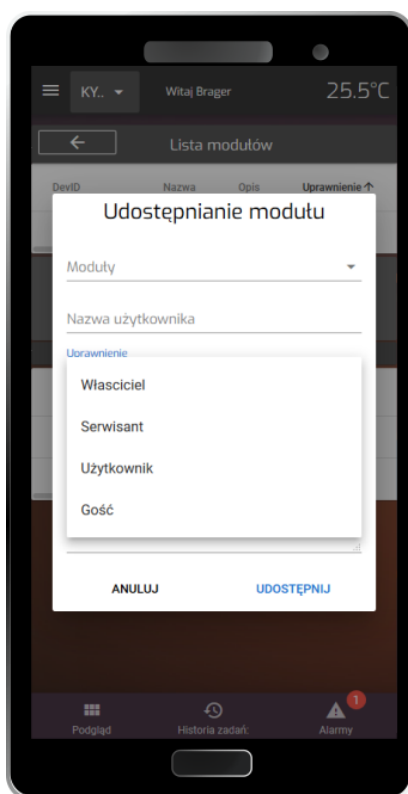 KY..
Witaj Brager
25.5°C
Lista modułów
DevID Nazwa Opis Uprawnienie
Udostępnianie modułu
Moduły
Nazwa użytkownika
Uprawnienie
Własciciel
Serwisant
Użytkownik
Gość
ANULUJ UDOSTĘPNIJ
1
Podgląd Historia zadań: Alarmy